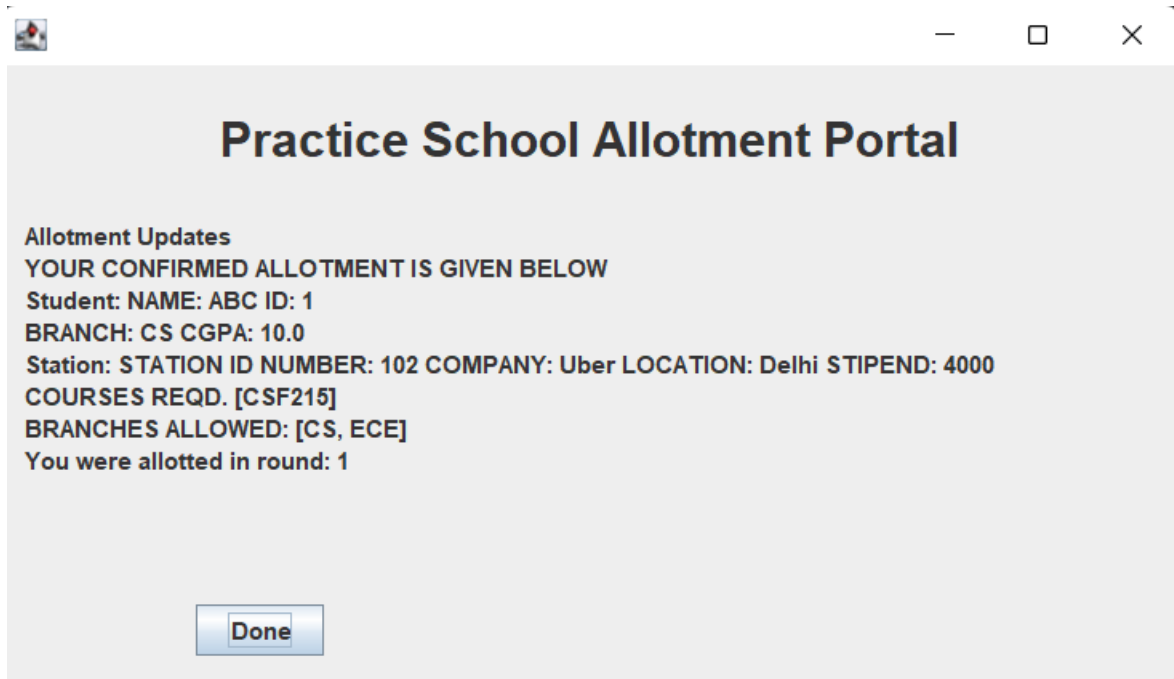 Practice School Allotment Portal
Allotment Updates
YOUR CONFIRMED ALLOTMENT IS GIVEN BELOW
Student: NAME: ABC ID: 1
BRANCH: CS CGPA: 10.0
Station: STATION ID NUMBER: 102 COMPANY: Uber LOCATION: Delhi STIPEND: 4000
COURSES REQD. [CSF215]
BRANCHES ALLOWED: [CS, ECE]
You were allotted in round: 1
Done